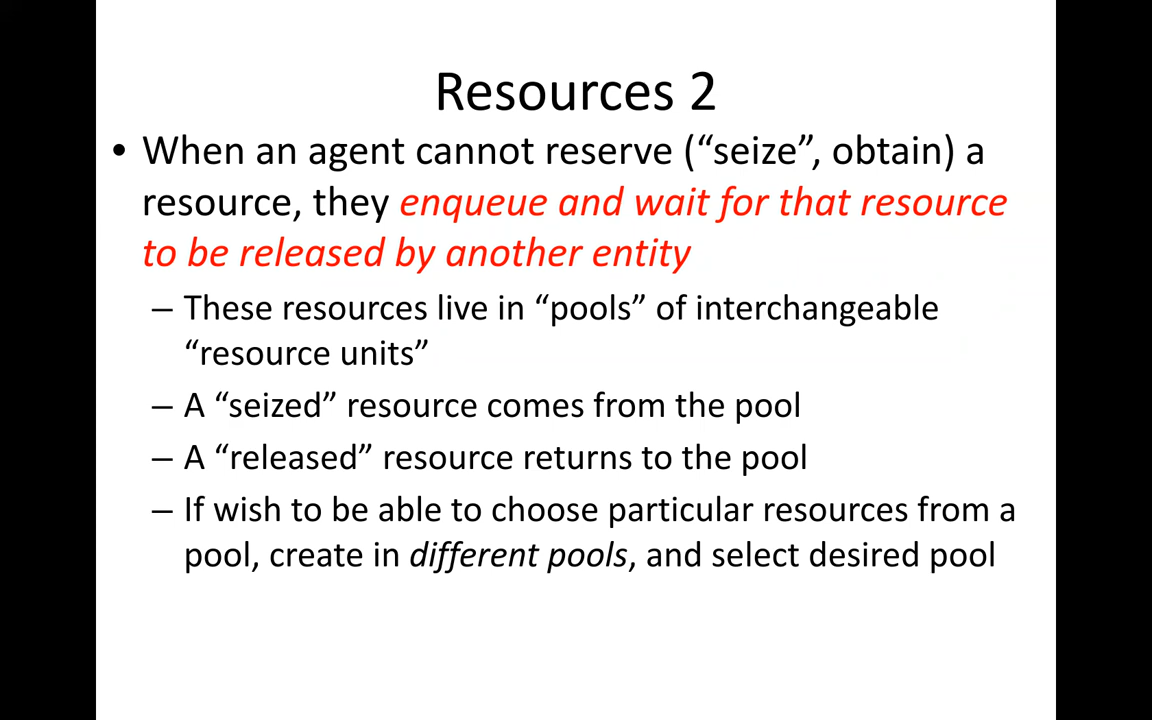 Resources 2
• When an agent cannot reserve (“seize”, obtain) a
resource, they enqueue and wait for that resource
to be released by another entity
– These resources live in “pools” of interchangeable
“resource units”
– A “seized” resource comes from the pool
– A “released” resource returns to the pool
– If wish to be able to choose particular resources from a
pool, create in different pools, and select desired pool